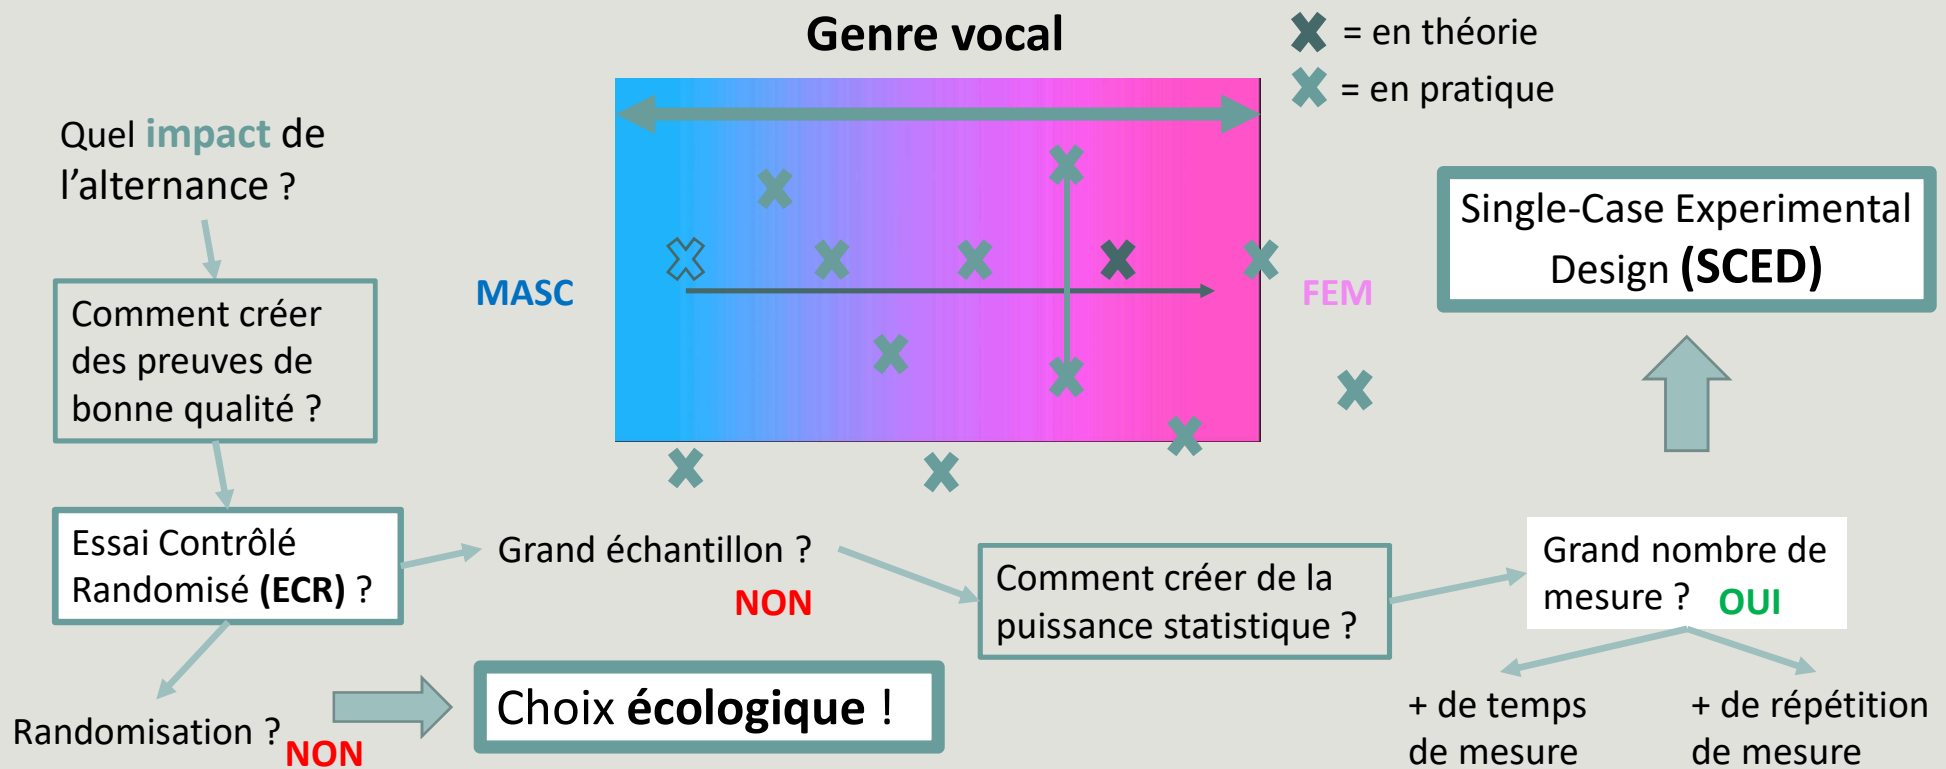 Genre vocal
= en théorie
= en pratique
Quel impact de
l'alternance ?
MASC
FEM
Single-Case Experimental
Design (SCED)
Comment créer
des preuves de
bonne qualité ?
Essai Contrôlé
Randomisé (ECR) ?
Grand échantillon ?
NON
Comment créer de la
puissance statistique ?
Grand nombre de
mesure ? OUI
Randomisation ?
NON
Choix écologique !
+ de temps
de mesure
+ de répétition
de mesure